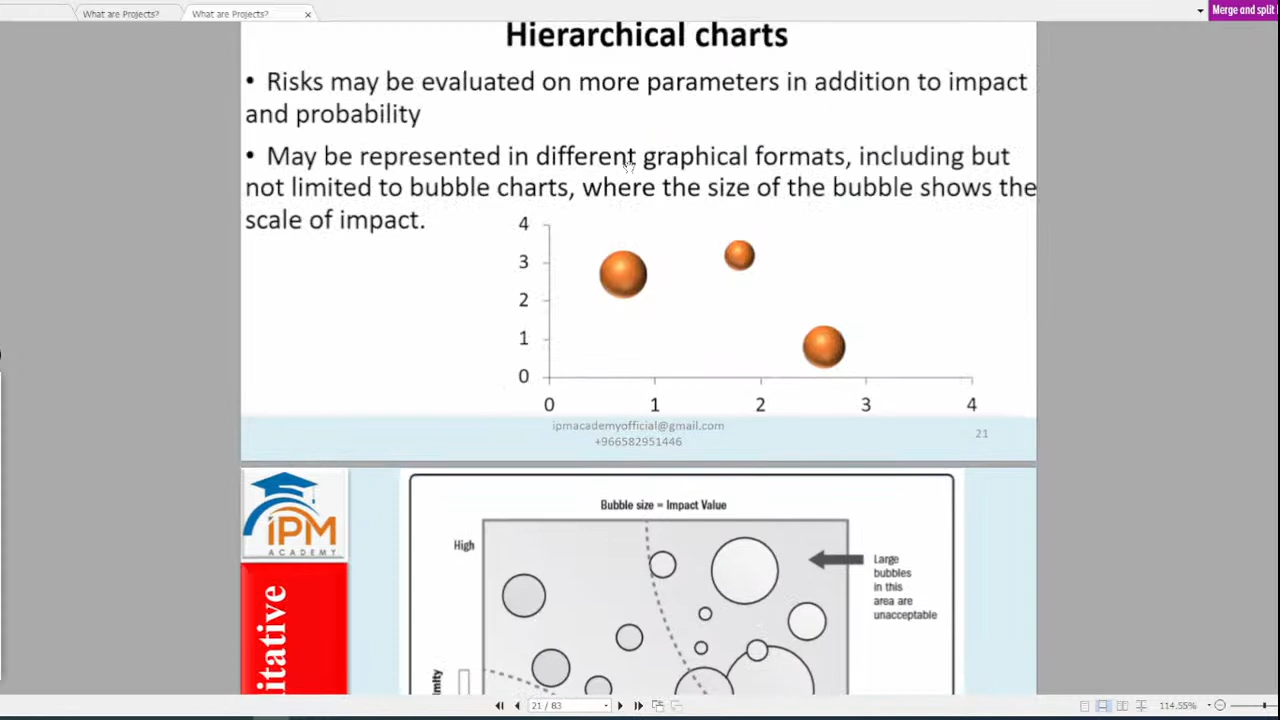 What are Projects?
What are Projects?
Merge and split
Hierarchical charts
• Risks may be evaluated on more parameters in addition to impact
and probability
• May be represented in different graphical formats, including but
not limited to bubble charts, where the size of the bubble shows the
scale of impact.
4
3
2
1
0
0 1 2 3 4
ipmacademyofficial@gmail.com
+966582951446
21
iPM
ACADEMY
Bubble size = Impact Value
High
Large
bubbles
in this
area are
unacceptable
21 / 83
114.55%